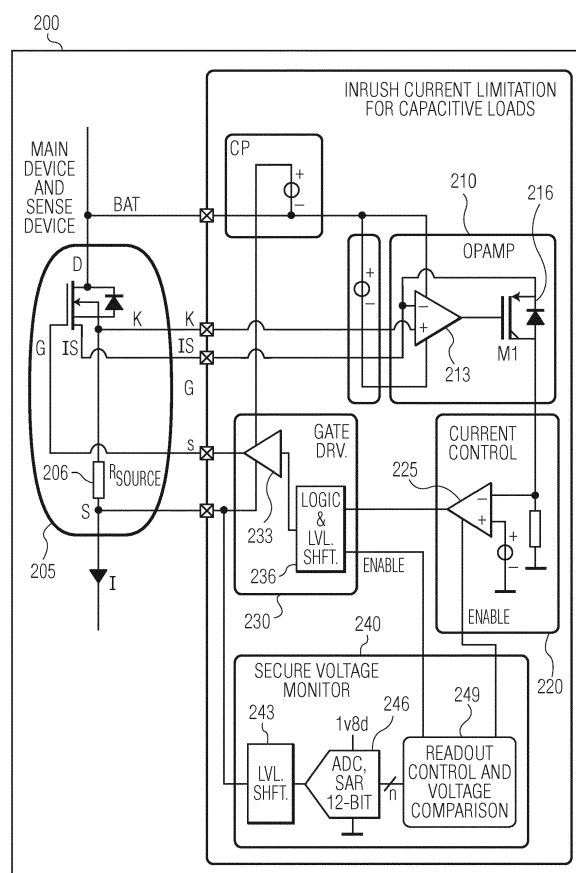 200
INRUSH CURRENT LIMITATION
FOR CAPACITIVE LOADS
MAIN
DEVICE
AND
SENSE
DEVICE
CP
+
−
BAT
210
216
OPAMP
D
+
−
−
+
213
M1
K
K
IS
IS
G
G
S
GATE
DRV.
CURRENT
CONTROL
206
RSOURCE
S
233
LOGIC
&
LVL.
SHFT.
236
225
−
+
+
−
205
I
ENABLE
ENABLE
230
220
240
SECURE VOLTAGE
MONITOR
243
1v8d
246
249
LVL.
SHFT.
ADC,
SAR
12-BIT
n
READOUT
CONTROL AND
VOLTAGE
COMPARISON